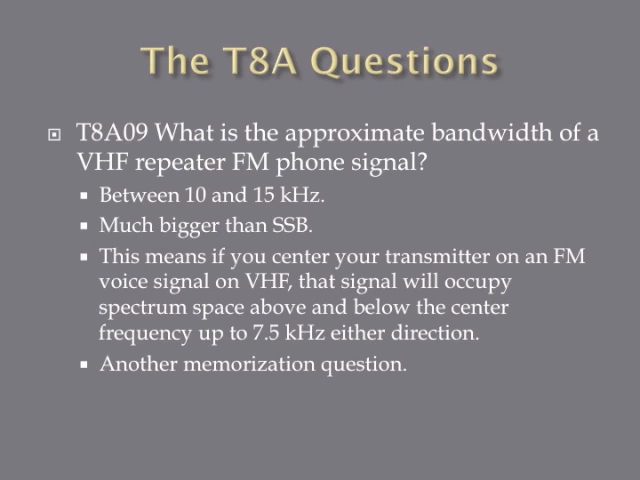 The T8A Questions
T8A09 What is the approximate bandwidth of a
VHF repeater FM phone signal?
Between 10 and 15 kHz.
Much bigger than SSB.
This means if you center your transmitter on an FM
voice signal on VHF, that signal will occupy
spectrum space above and below the center
frequency up to 7.5 kHz either direction.
Another memorization question.